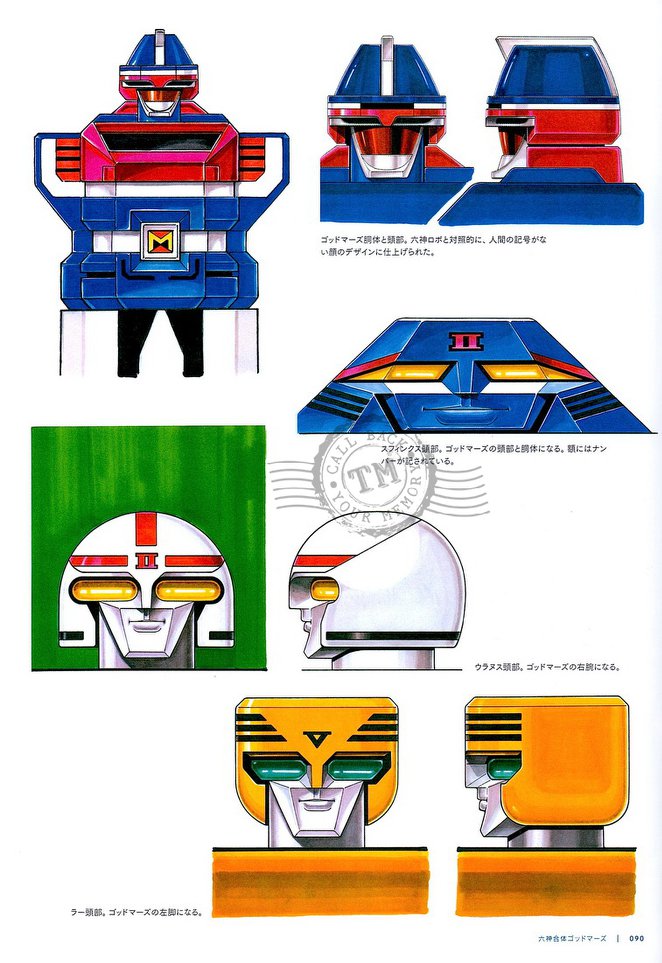 M
ゴッドマーズ胴体と頭部。六神ロボと対照的に、人間の記号がな
い顔のデザインに仕上げられた。
II
スフィンクス頭部。ゴッドマーズの頭部と胴体になる。額にはナン
バーが記されている。
CALL BACK
TM
YOUR MEMORY
II
ウラヌス頭部。ゴッドマーズの右腕になる。
V
ラー頭部。ゴッドマーズの左脚になる。
六神合体ゴッドマーズ | 090